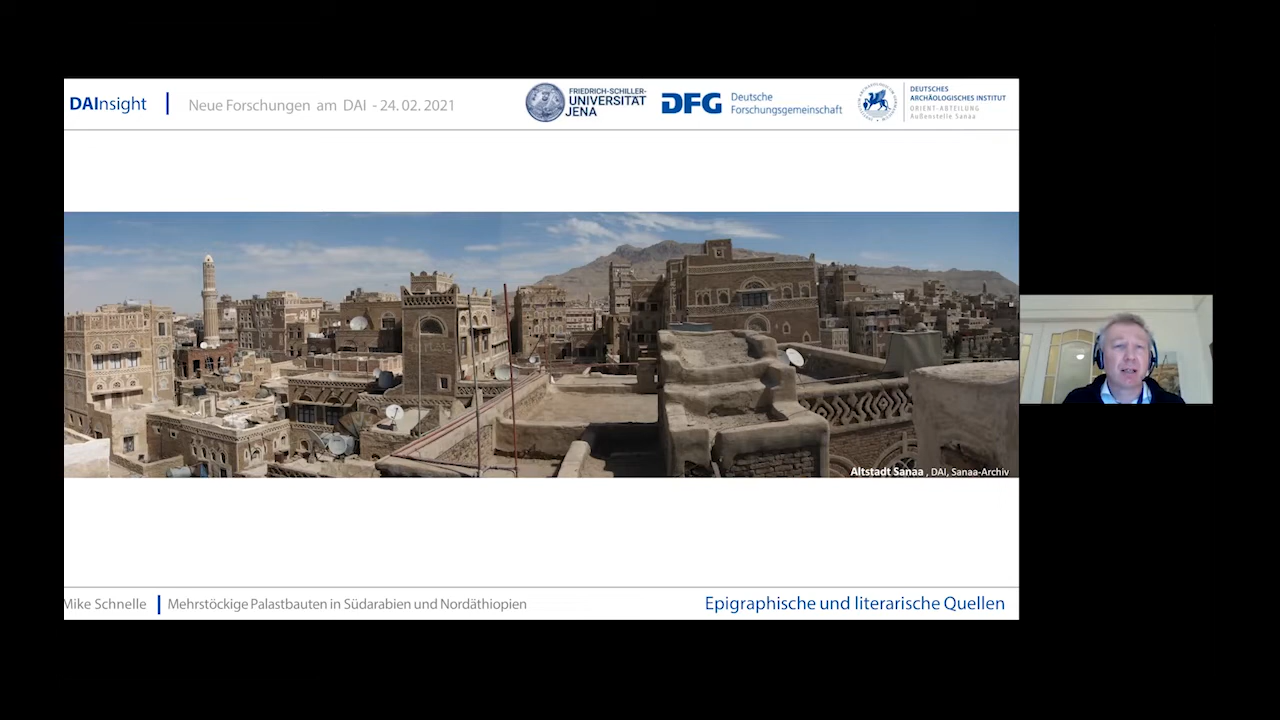 DAInsight | Neue Forschungen am DAI - 24.02.2021
FRIEDRICH-SCHILLER-
UNIVERSITÄT
JENA
DFG Deutsche
Forschungsgemeinschaft
DEUTSCHES
ARCHÄOLOGISCHES INSTITUT
ORIENT-ABTEILUNG
Außenstelle Sanaa
Altstadt Sanaa , DAI, Sanaa-Archiv
Mike Schnelle | Mehrstöckige Palastbauten in Südarabien und Nordäthiopien
Epigraphische und literarische Quellen